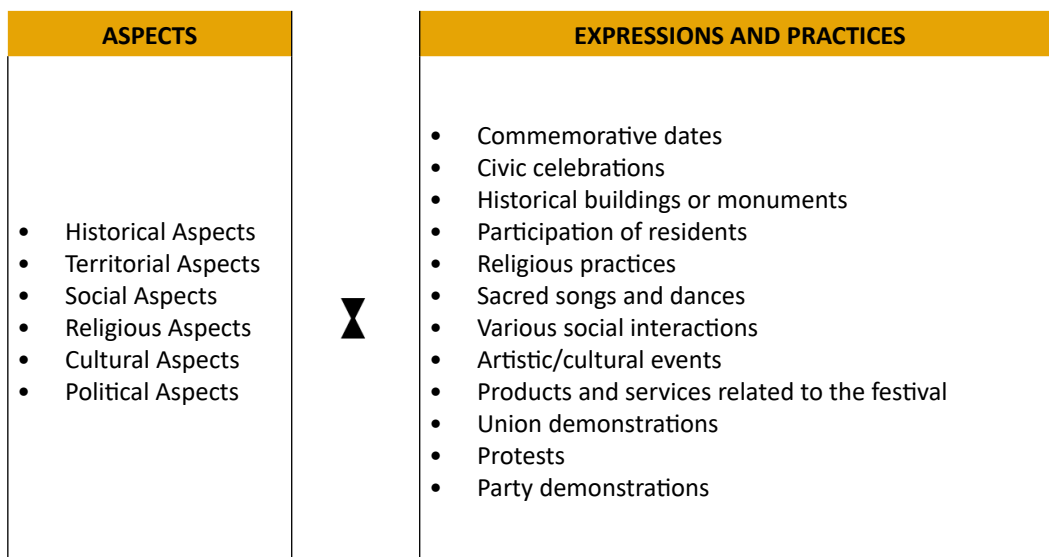 ASPECTS
• Historical Aspects
• Territorial Aspects
• Social Aspects
• Religious Aspects
• Cultural Aspects
• Political Aspects
EXPRESSIONS AND PRACTICES
• Commemorative dates
• Civic celebrations
• Historical buildings or monuments
• Participation of residents
• Religious practices
• Sacred songs and dances
• Various social interactions
• Artistic/cultural events
• Products and services related to the festival
• Union demonstrations
• Protests
• Party demonstrations